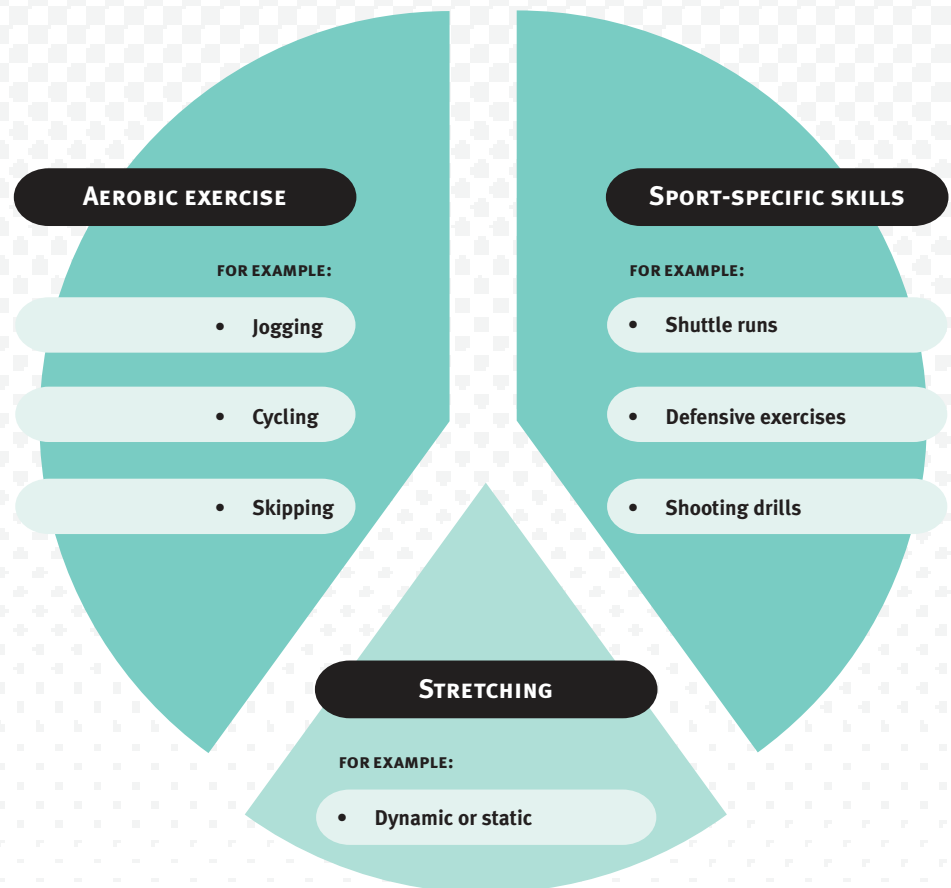 Aerobic exercise
for example:
• Jogging
• Cycling
• Skipping
Sport-specific skills
for example:
• Shuttle runs
• Defensive exercises
• Shooting drills
Stretching
for example:
• Dynamic or static